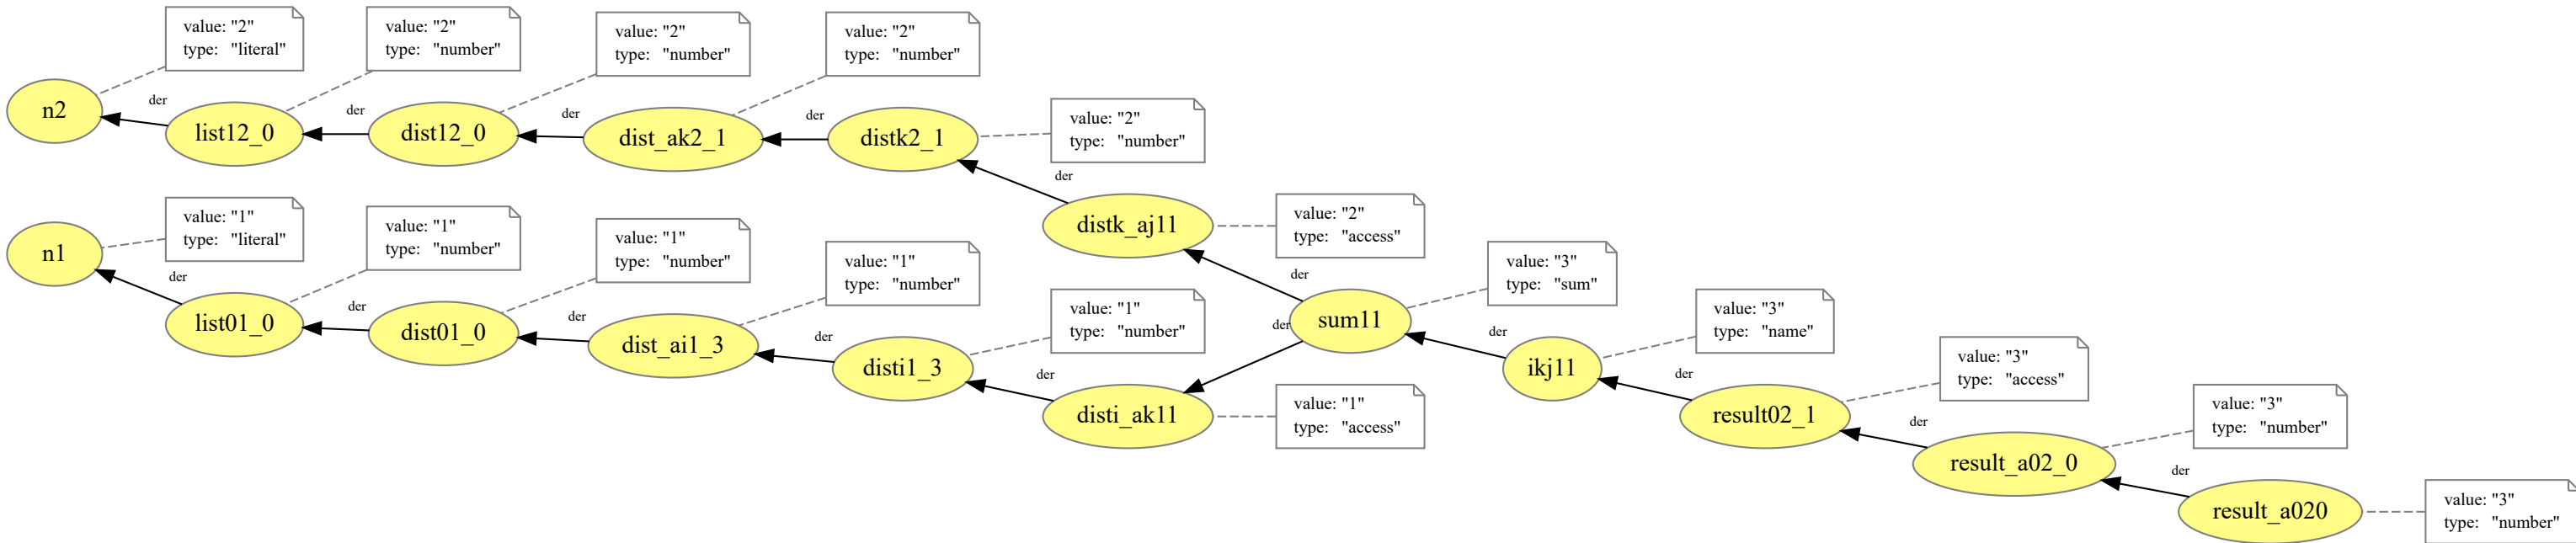 value: "2"
type: "literal"
value: "2"
type: "number"
value: "2"
type: "number"
value: "2"
type: "number"
n2
der
list12_0
der
dist12_0
der
dist_ak2_1
der
distk2_1
value: "2"
type: "number"
der
distk_aj11
value: "2"
type: "access"
n1
value: "1"
type: "literal"
der
list01_0
value: "1"
type: "number"
der
dist01_0
value: "1"
type: "number"
der
dist_ai1_3
value: "1"
type: "number"
der
disti1_3
value: "1"
type: "number"
der
disti_ak11
value: "1"
type: "access"
der
der
sum11
value: "3"
type: "sum"
der
ikj11
value: "3"
type: "name"
der
result02_1
value: "3"
type: "access"
der
result_a02_0
value: "3"
type: "number"
der
result_a020
value: "3"
type: "number"